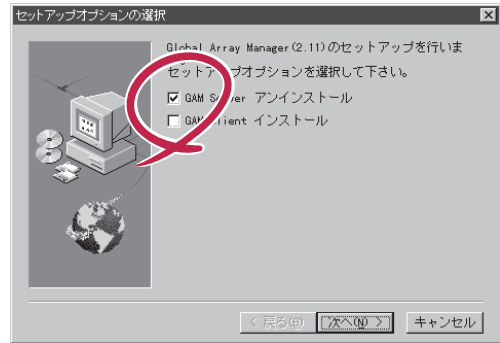 セットアップオプションの選択
Global Array Manager(2.11)のセットアップを行いま
セットアップオプションを選択して下さい。
GAM Server アンインストール
GAM Client インストール
< 戻る(B)
次へ(N) >
キャンセル